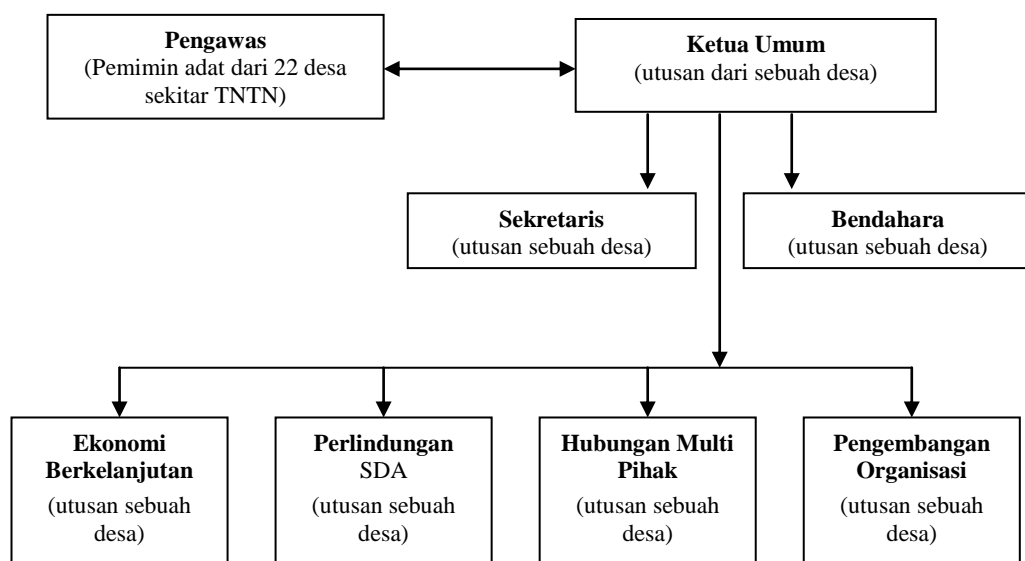 Pengawas
(Pemimin adat dari 22 desa
sekitar TNTN)
Ketua Umum
(utusan dari sebuah desa)
Sekretaris
(utusan sebuah desa)
Bendahara
(utusan sebuah desa)
Ekonomi
Berkelanjutan
(utusan sebuah
desa)
Perlindungan
SDA
(utusan sebuah
desa)
Hubungan Multi
Pihak
(utusan sebuah
desa)
Pengembangan
Organisasi
(utusan sebuah
desa)